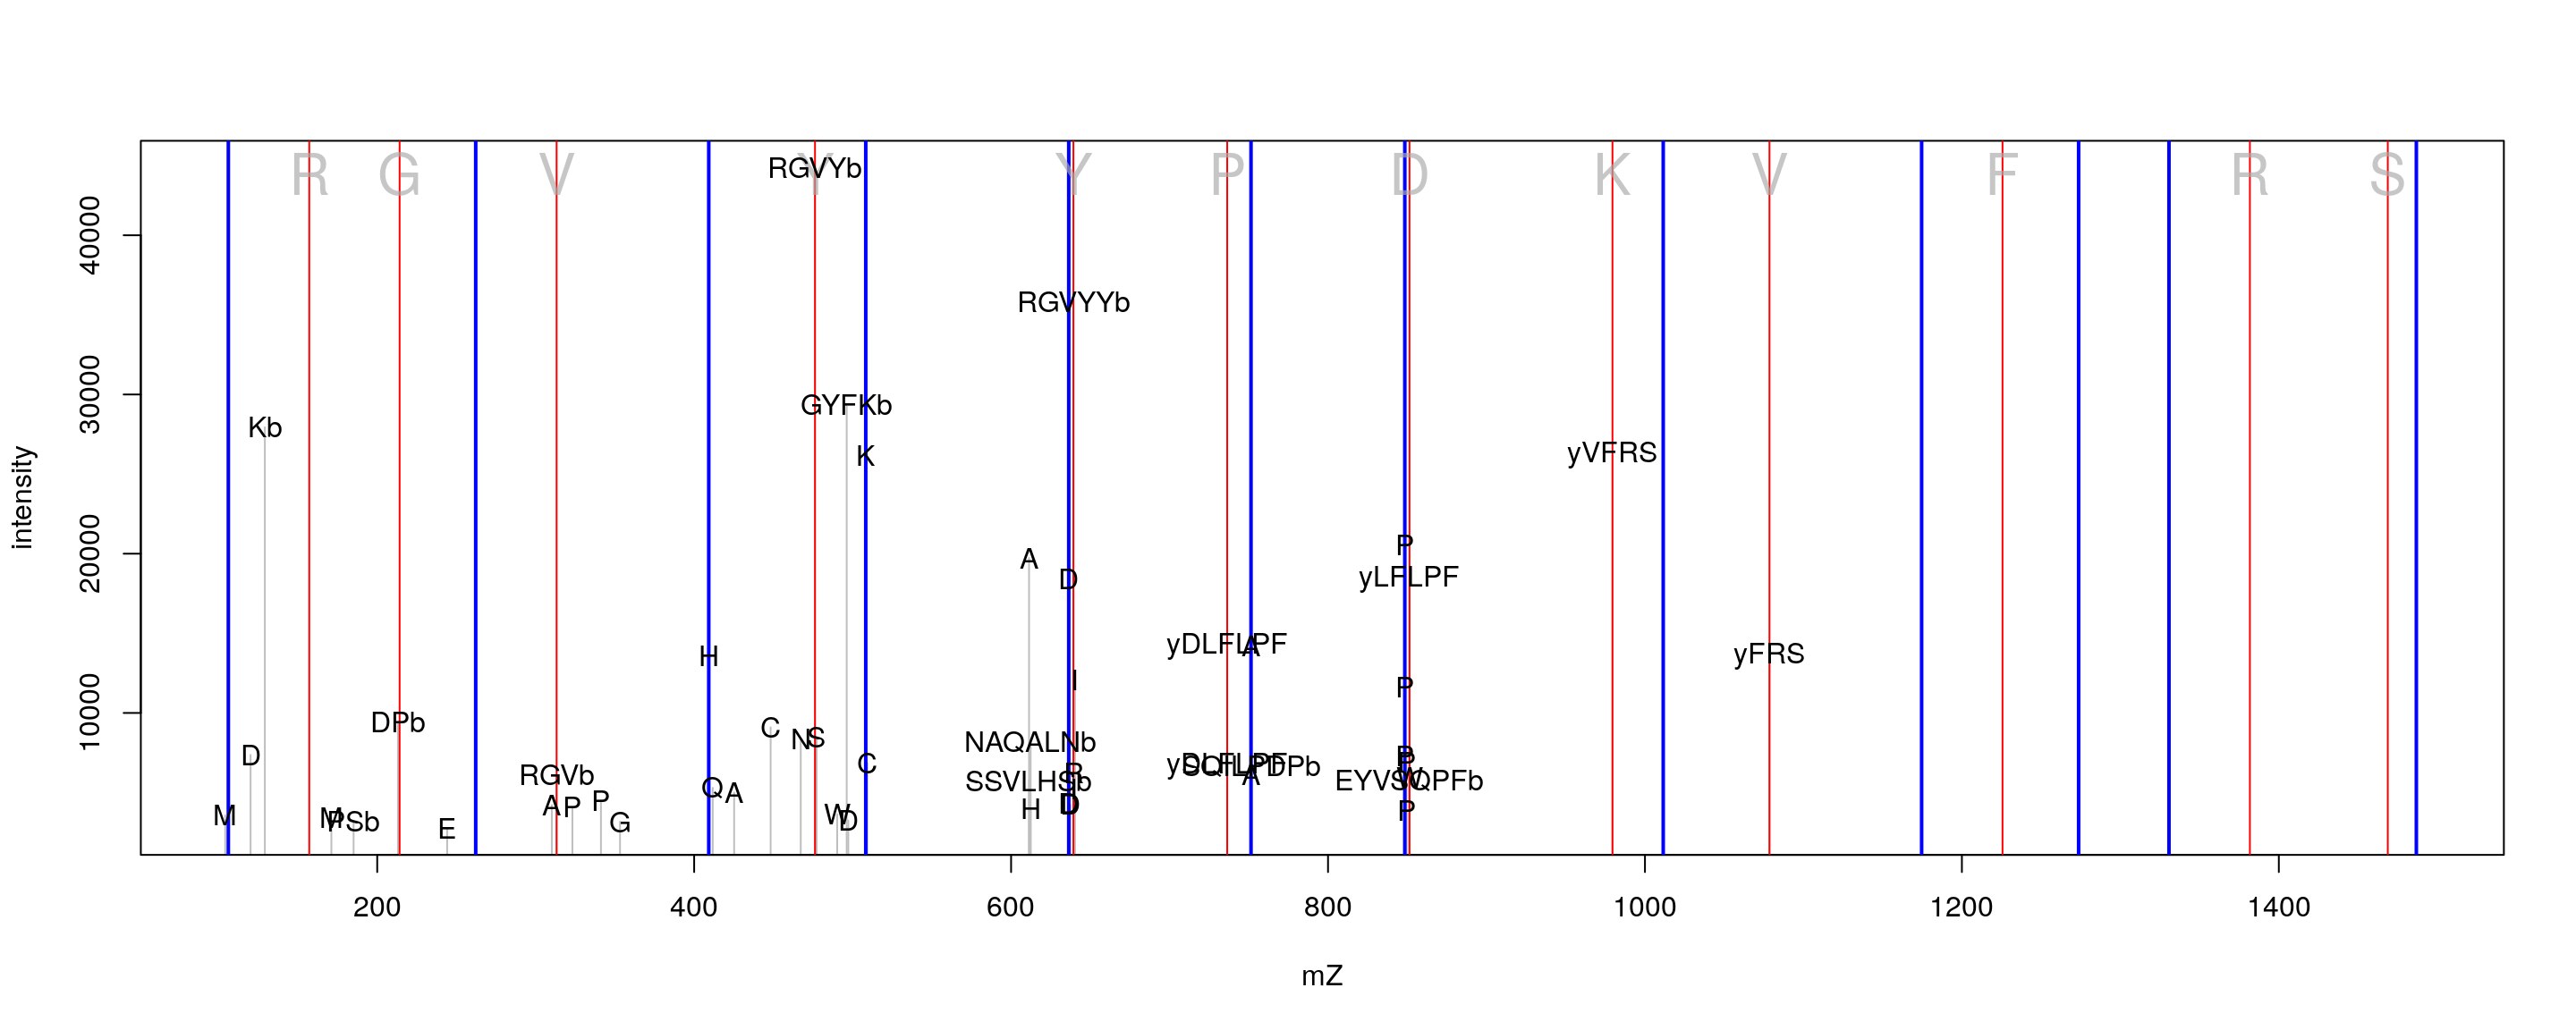 R G V Y Y P D K V F R S
RGVYb
RGVYYb
GYFKb
Kb
K
yVFRS
A
D
P
yLFLPF
yDLFLPF
A
H
yFRS
I
P
DPb
C
N
S
NAQALNb
D
C
RGVb
P
P
R
A
SSVLHSb
EYVSQPFb
W
Q
A
M
A
P
P
H
D
P
M
PSb
G
W
D
E
10000
20000
30000
40000
intensity
200 400 600 800 1000 1200 1400
mZ